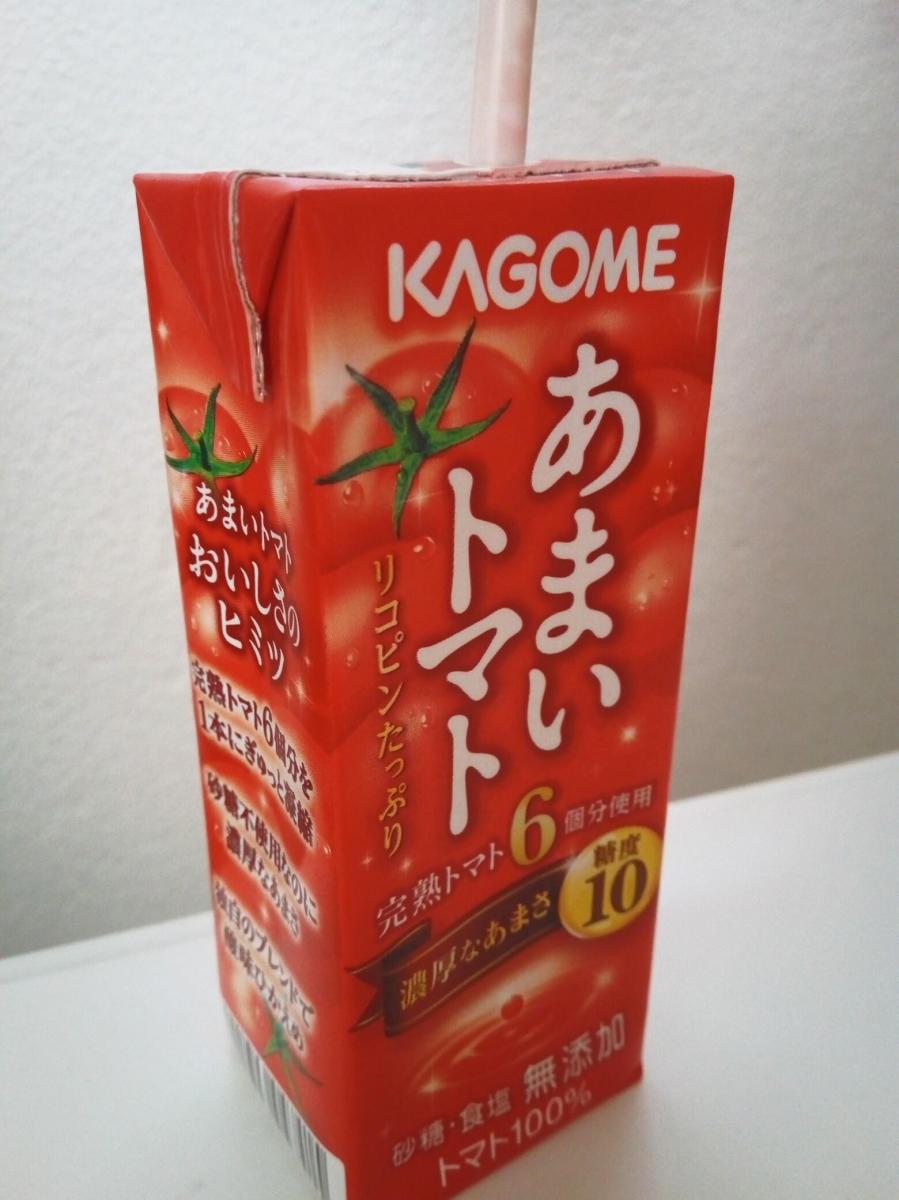 KAGOME
あまい
トマト
リコピンたっぷり
完熟トマト6個分使用
濃厚なあまさ
糖度
10
砂糖・食塩 無添加
トマト100%
あまいトマト
おいしさの
ヒミツ
完熟トマト6個分を
1本にぎゅっと凝縮
砂糖不使用なのに
濃厚なあまさ
独自のブレンドで
酸味ひかえめ